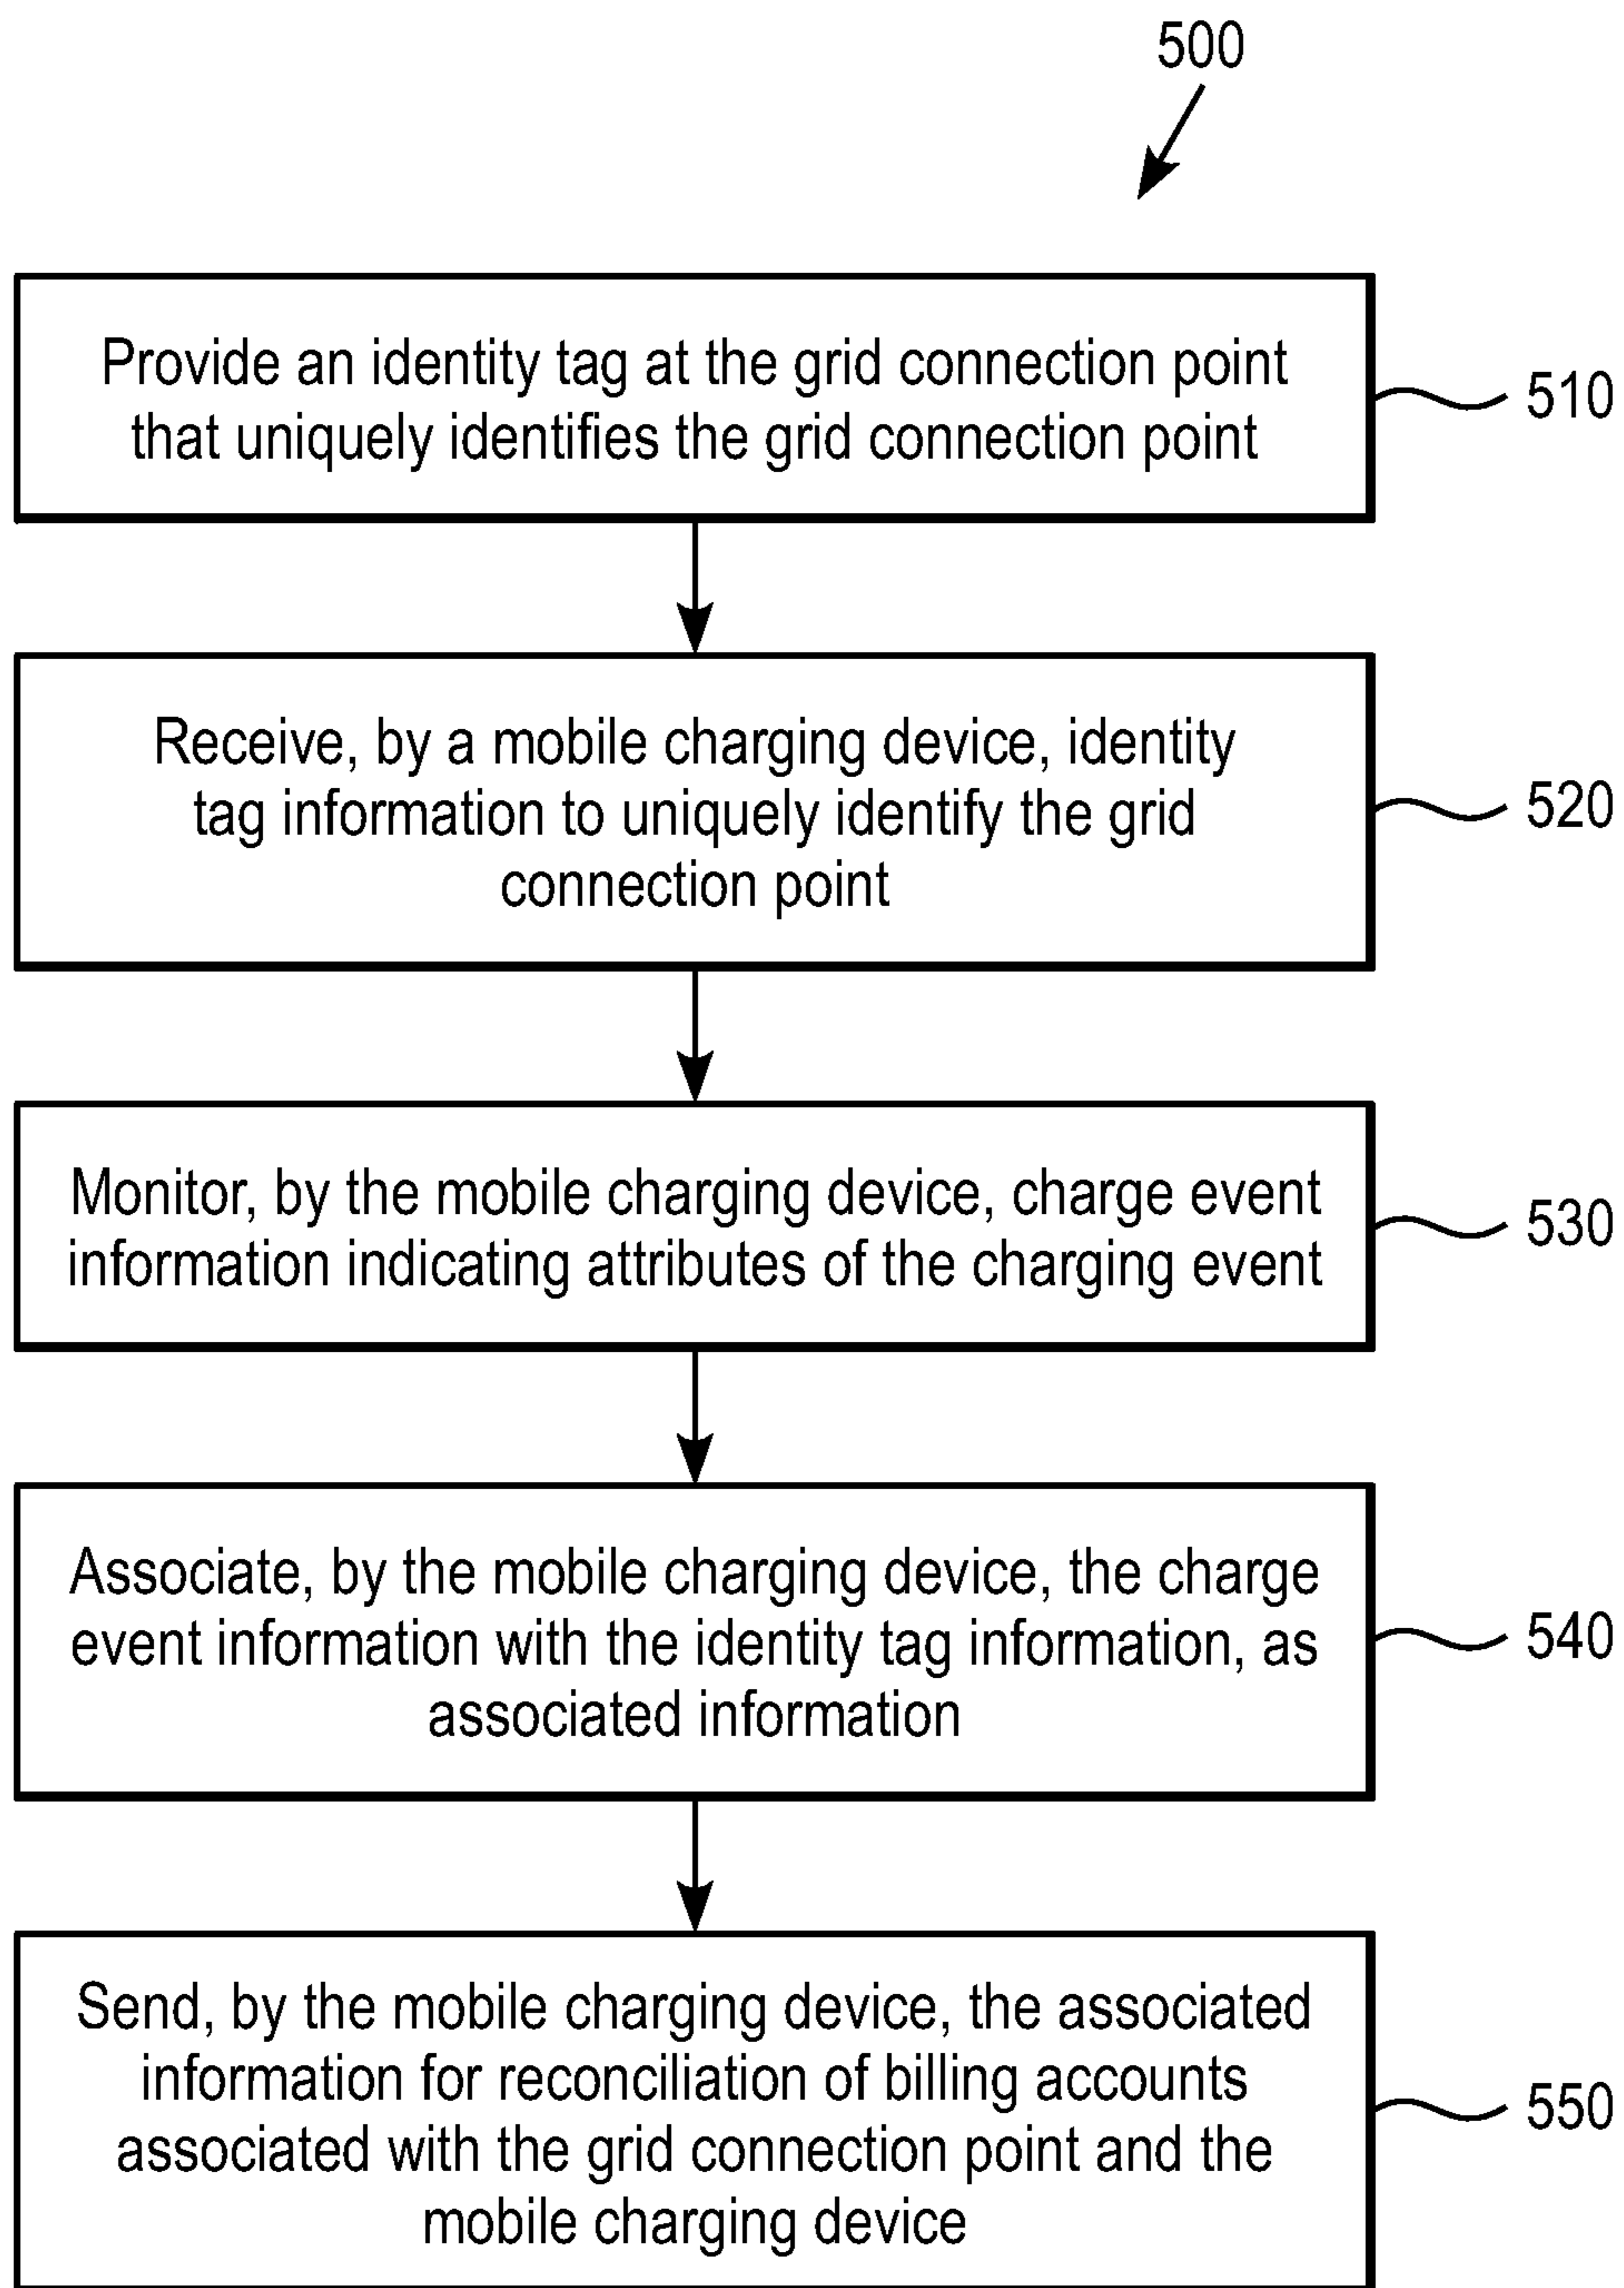 500
Provide an identity tag at the grid connection point
that uniquely identifies the grid connection point
510
Receive, by a mobile charging device, identity
tag information to uniquely identify the grid
connection point
520
Monitor, by the mobile charging device, charge event
information indicating attributes of the charging event
530
Associate, by the mobile charging device, the charge
event information with the identity tag information, as
associated information
540
Send, by the mobile charging device, the associated
information for reconciliation of billing accounts
associated with the grid connection point and the
mobile charging device
550